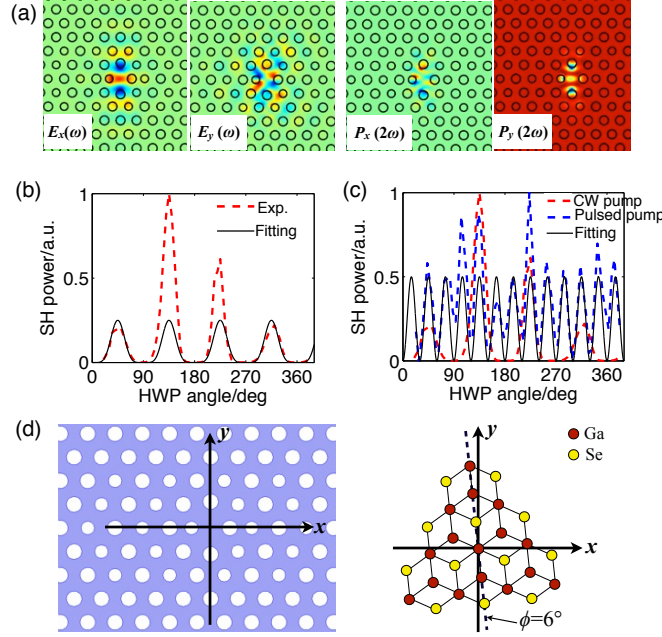 (a)
Ex(ω)
Ey (ω)
Px (2ω)
Py (2ω)
(b)
SH power/a.u.
1
0.5
0
Exp.
Fitting
0 90 180 270 360
HWP angle/deg
(c)
SH power/a.u.
1
0.5
0
CW pump
Pulsed pump
Fitting
0 90 180 270 360
HWP angle/deg
(d)
y
x
y
x
Ga
Se
ϕ=6°